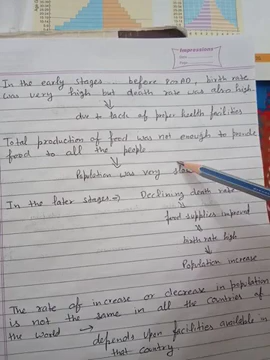 Impressions
In the early stages before 200 AD, birth rate
was very high but death rate was also high.
⇓
due to lack of proper health facilities
Total production of food was not enough to provide
food to all the people
⇓
Population was very slow
In the later stages ⇒ Declining death rate
food supplies improved
birth rate high
Population increase
The rate of increase or decrease in population
is not the same in all the countries of
the world → depends upon facilities available in
that country